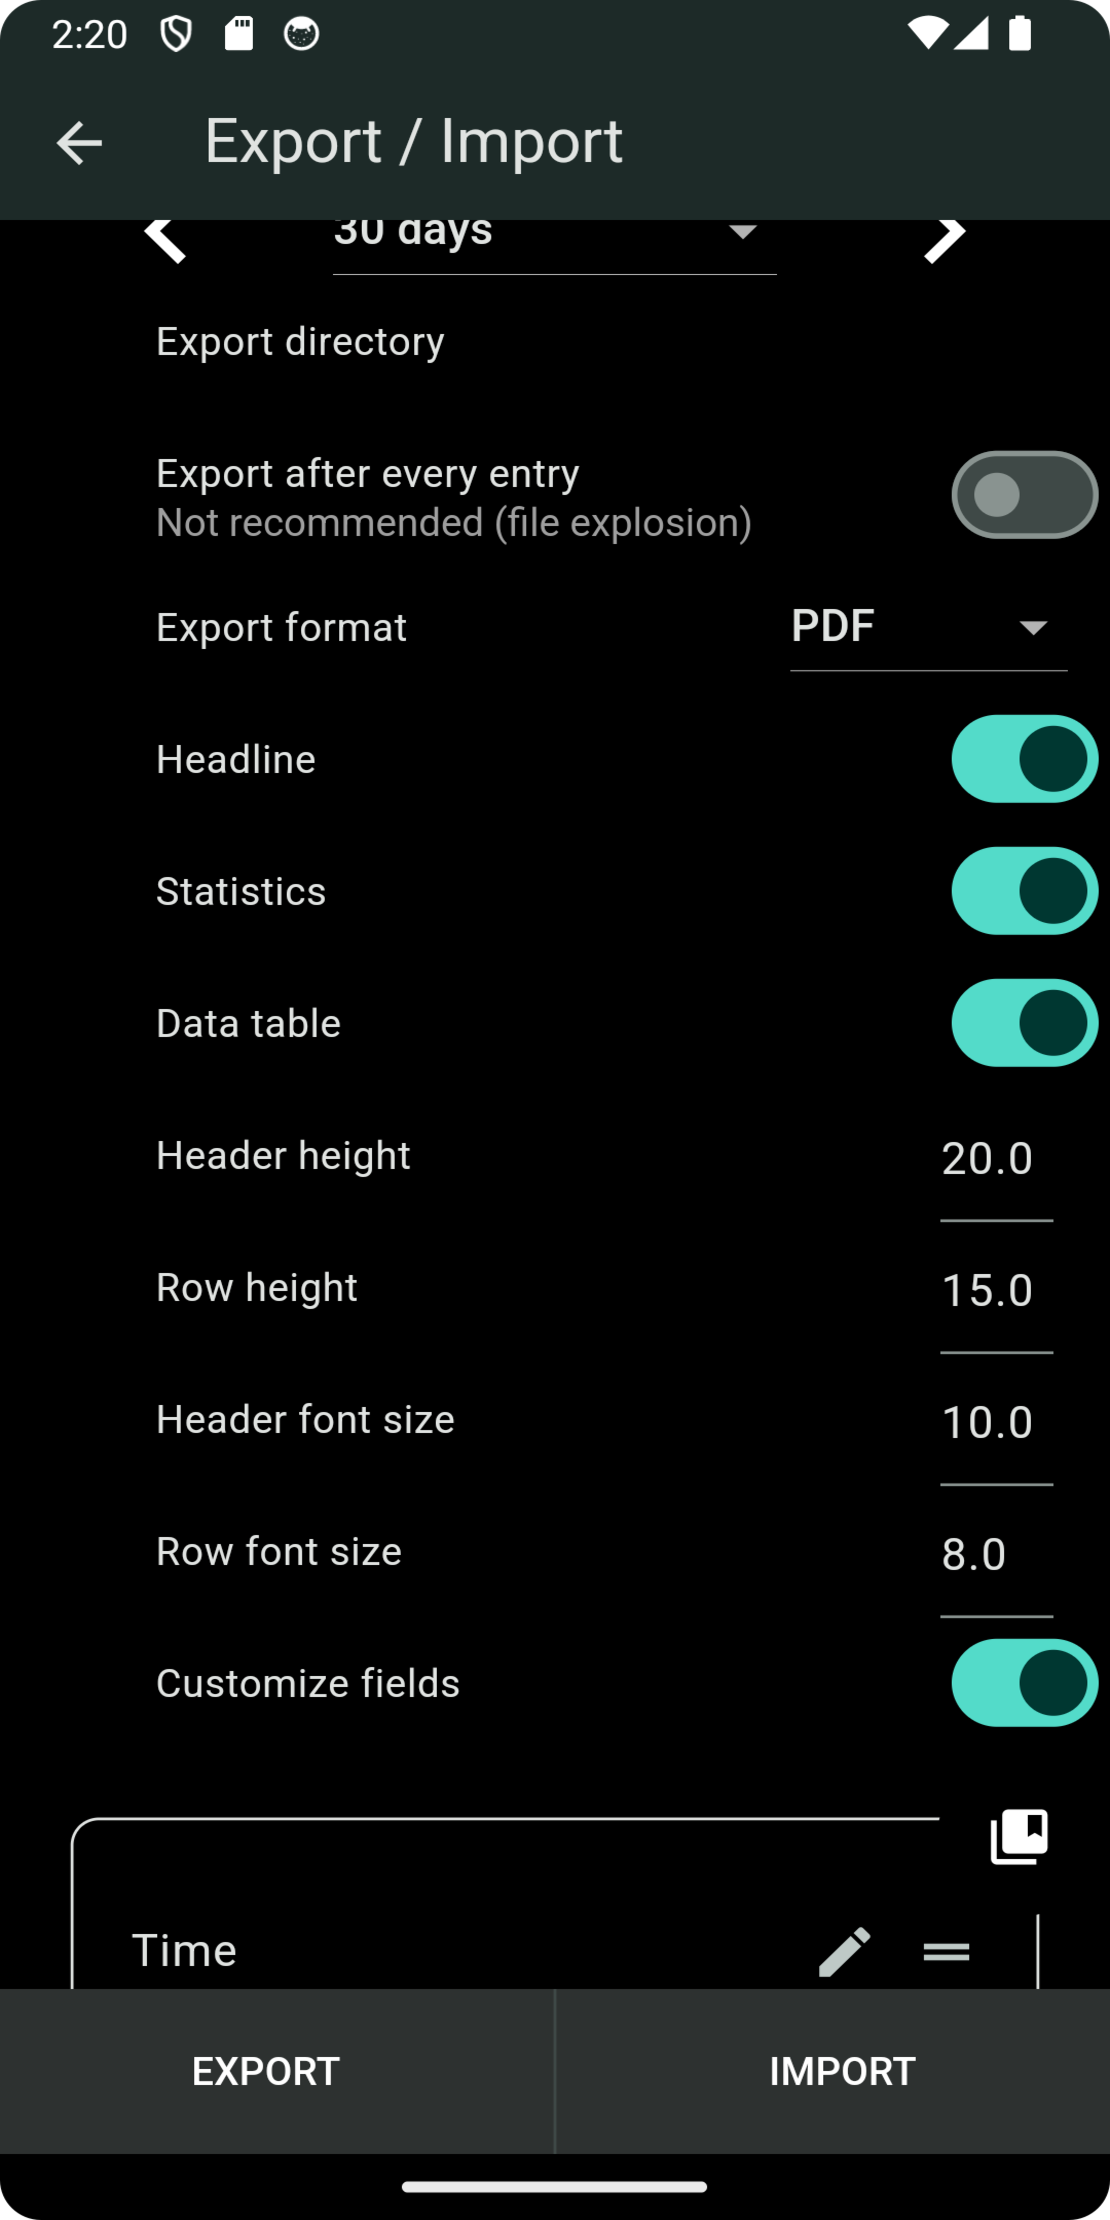 2:20
Export / Import
30 days
Export directory
Export after every entry
Not recommended (file explosion)
Export format
PDF
Headline
Statistics
Data table
Header height
20.0
Row height
15.0
Header font size
10.0
Row font size
8.0
Customize fields
Time
EXPORT
IMPORT